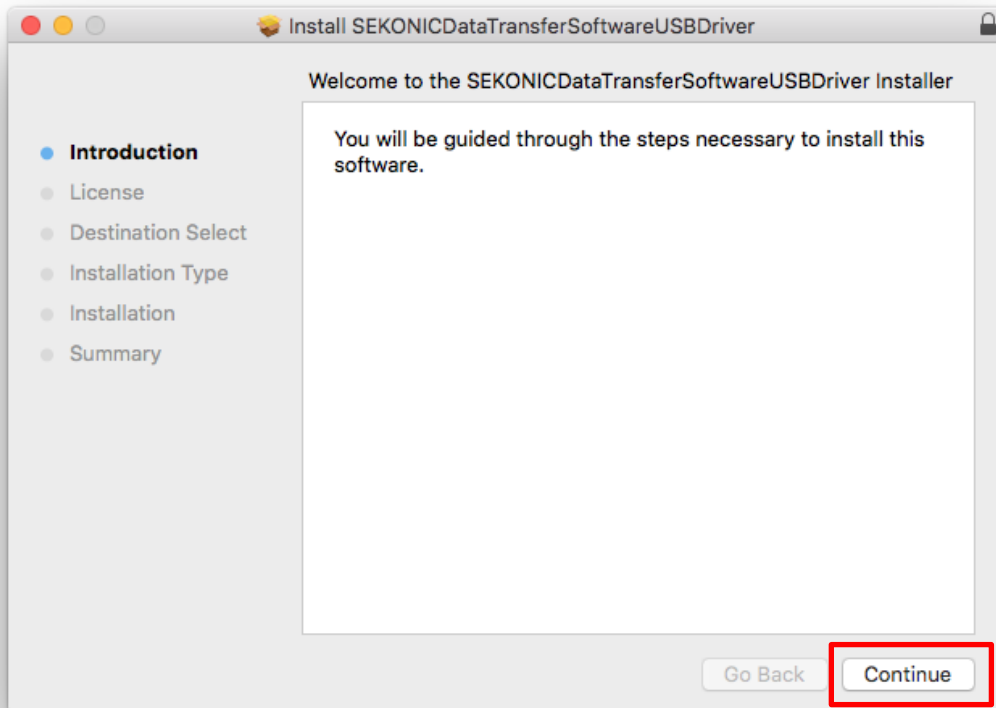 Install SEKONICDataTransferSoftwareUSBDriver
Welcome to the SEKONICDataTransferSoftwareUSBDriver Installer
Introduction
License
Destination Select
Installation Type
Installation
Summary
You will be guided through the steps necessary to install this
software.
Go Back
Continue